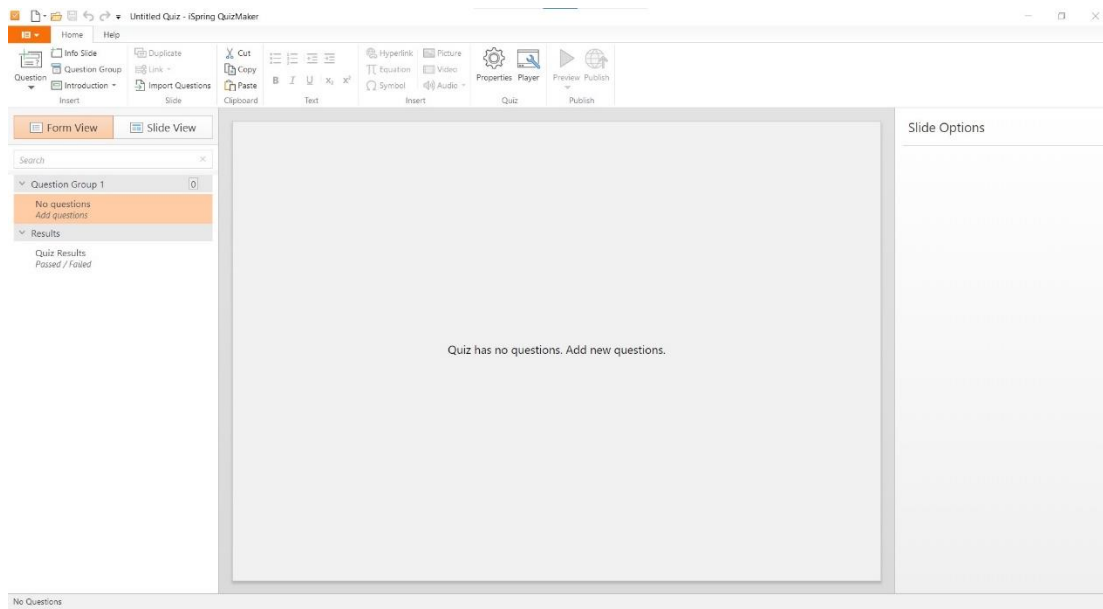 Untitled Quiz - iSpring QuizMaker
Home Help
Question
Info Slide
Question Group
Introduction
Insert
Duplicate
Link
Import Questions
Slide
Cut
Copy
Paste
Clipboard
B I U X₂ X²
Text
Hyperlink
Equation
Symbol
Picture
Video
Audio
Insert
Properties Player
Quiz
Preview Publish
Publish
Form View Slide View
Search
Question Group 1 0
No questions
Add questions
Results
Quiz Results
Passed / Failed
Quiz has no questions. Add new questions.
Slide Options
No Questions